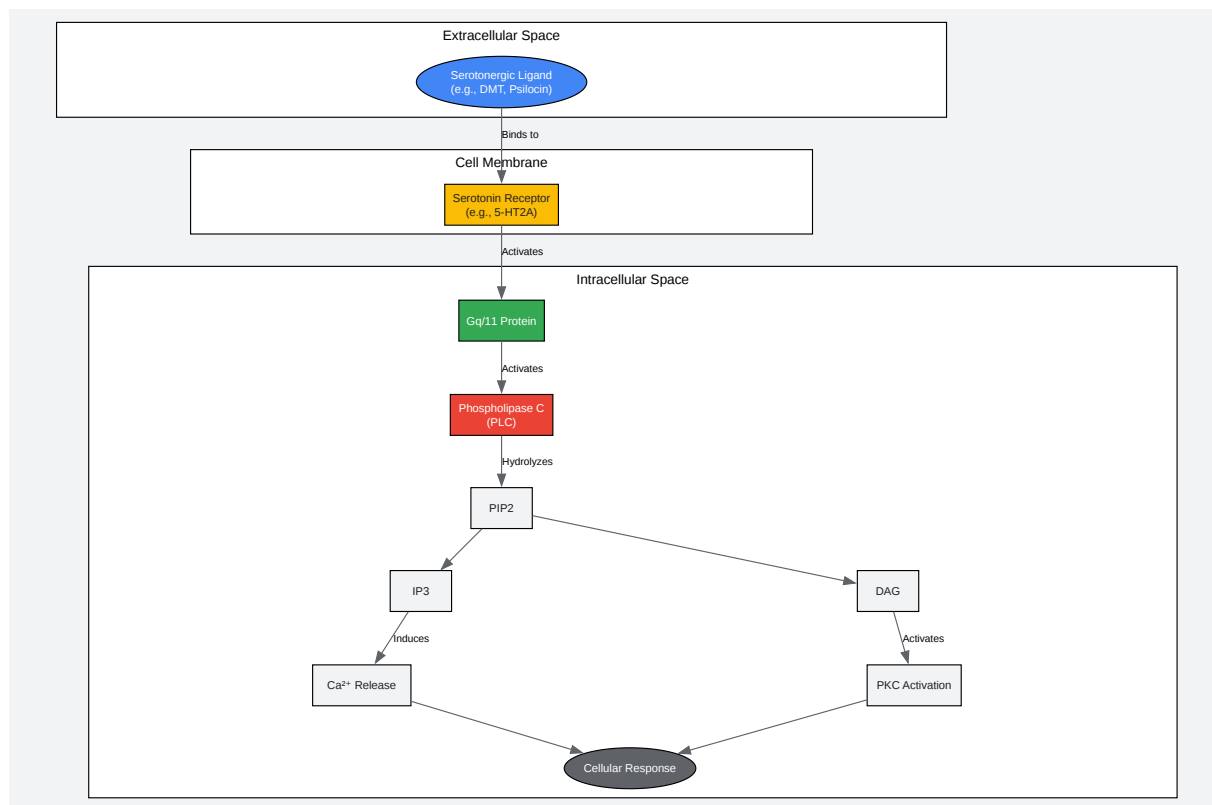 Extracellular Space
Serotonergic Ligand
(e.g., DMT, Psilocin)
Binds to
Cell Membrane
Serotonin Receptor
(e.g., 5-HT2A)
Activates
Intracellular Space
Gq/11 Protein
Activates
Phospholipase C
(PLC)
Hydrolyzes
PIP2
IP3
DAG
Induces
Activates
Ca²⁺ Release
PKC Activation
Cellular Response